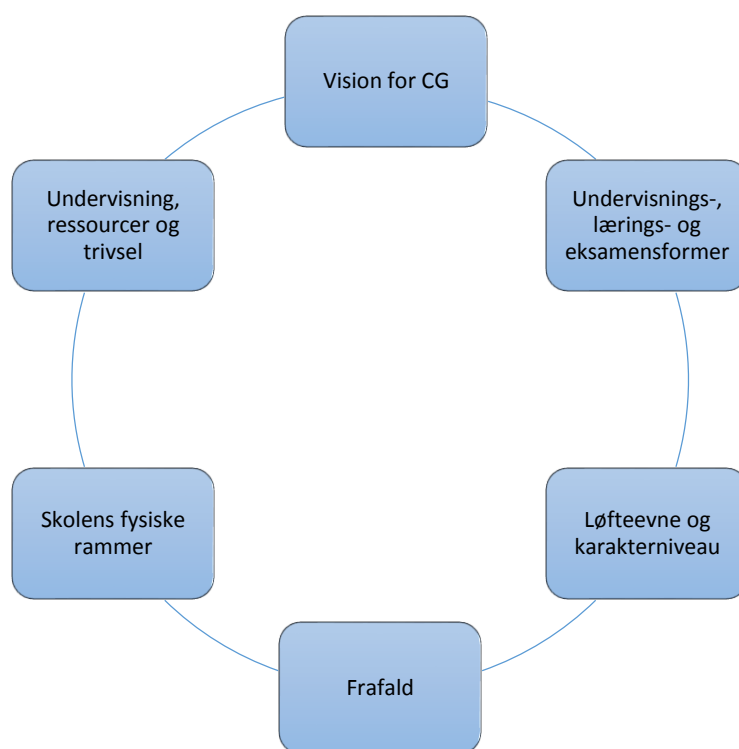 Vision for CG
Undervisnings-,
lærings- og
eksamensformer
Løfteevne og
karakterniveau
Frafald
Skolens fysiske
rammer
Undervisning,
ressourcer og
trivsel